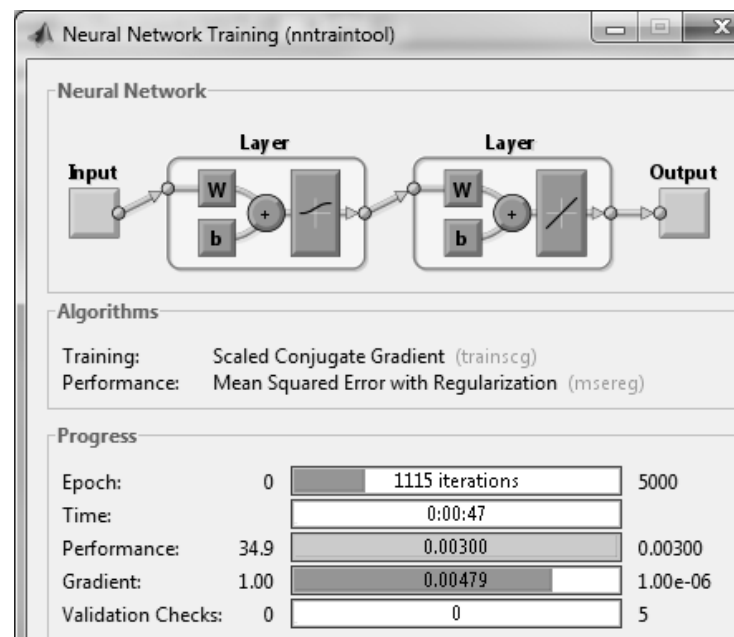 Neural Network Training (nntraintool)
Neural Network
Layer Layer
Input Output
W W
+ +
b b
Algorithms
Training: Scaled Conjugate Gradient (trainscg)
Performance: Mean Squared Error with Regularization (msereg)
Progress
Epoch: 0 1115 iterations 5000
Time: 0:00:47
Performance: 34.9 0.00300 0.00300
Gradient: 1.00 0.00479 1.00e-06
Validation Checks: 0 0 5